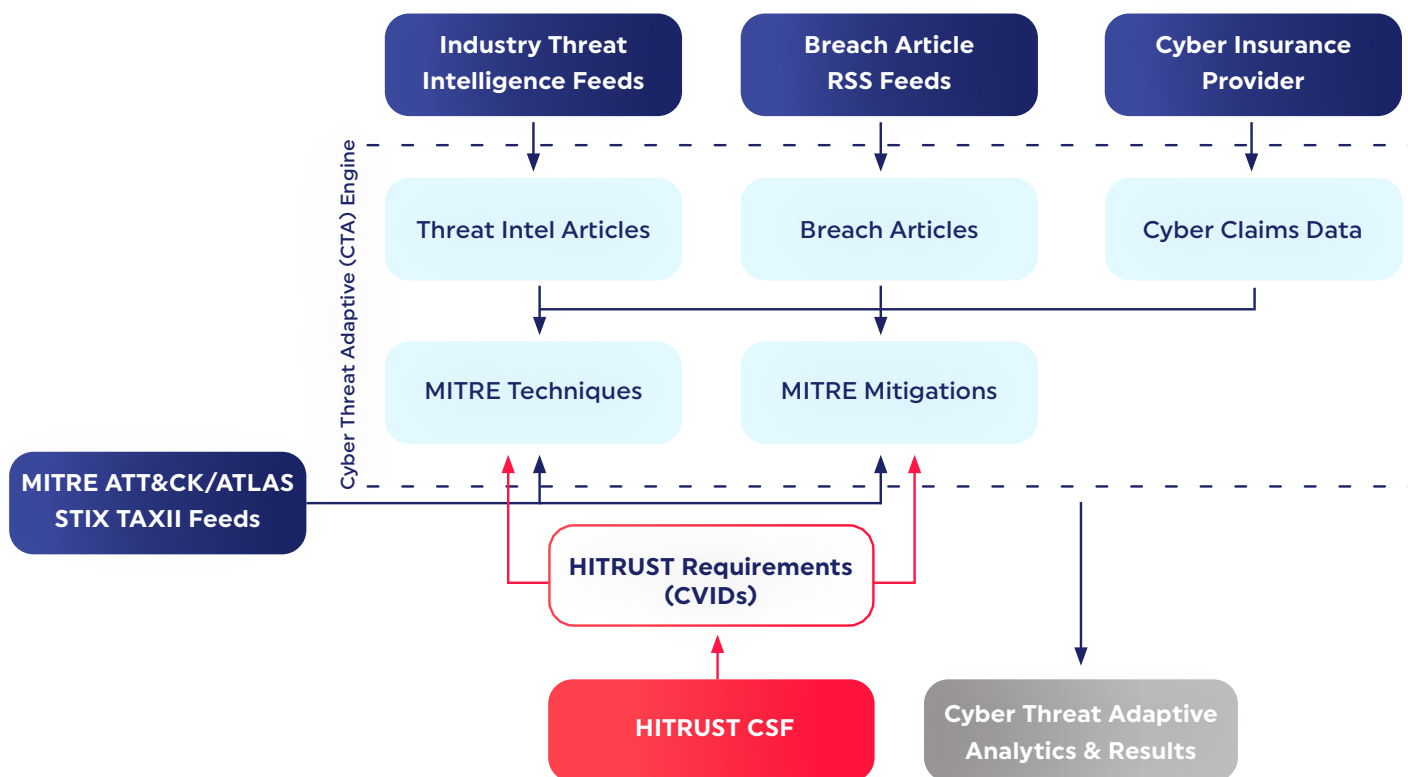 Industry Threat
Intelligence Feeds
Breach Article
RSS Feeds
Cyber Insurance
Provider
Cyber Threat Adaptive (CTA) Engine
Threat Intel Articles
Breach Articles
Cyber Claims Data
MITRE Techniques
MITRE Mitigations
MITRE ATT&CK/ATLAS
STIX TAXII Feeds
HITRUST Requirements
(CVIDs)
HITRUST CSF
Cyber Threat Adaptive
Analytics & Results